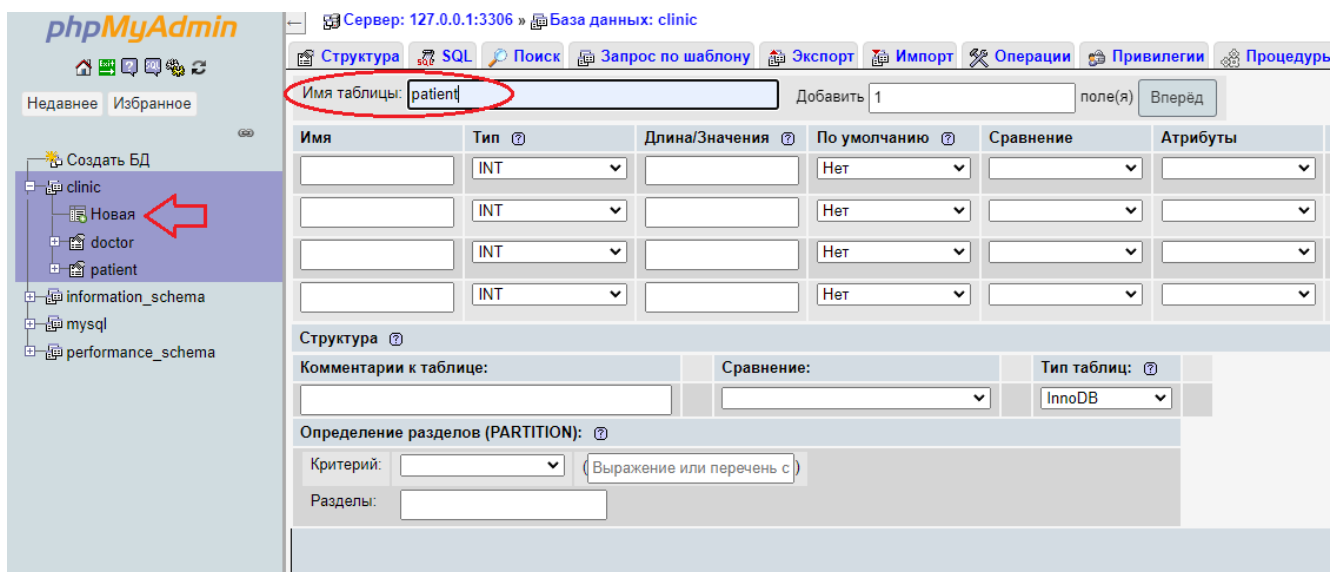 phpMyAdmin
Недавнее Избранное
Создать БД
clinic
Новая
doctor
patient
information_schema
mysql
performance_schema
Сервер: 127.0.0.1:3306 » База данных: clinic
Структура SQL Поиск Запрос по шаблону Экспорт Импорт Операции Привилегии Процедуры
Имя таблицы: patient Добавить 1 поле(я) Вперёд
Имя Тип Длина/Значения По умолчанию Сравнение Атрибуты
INT Нет
INT Нет
INT Нет
INT Нет
Структура
Комментарии к таблице: Сравнение: Тип таблиц:
InnoDB
Определение разделов (PARTITION):
Критерий: (Выражение или перечень с)
Разделы: